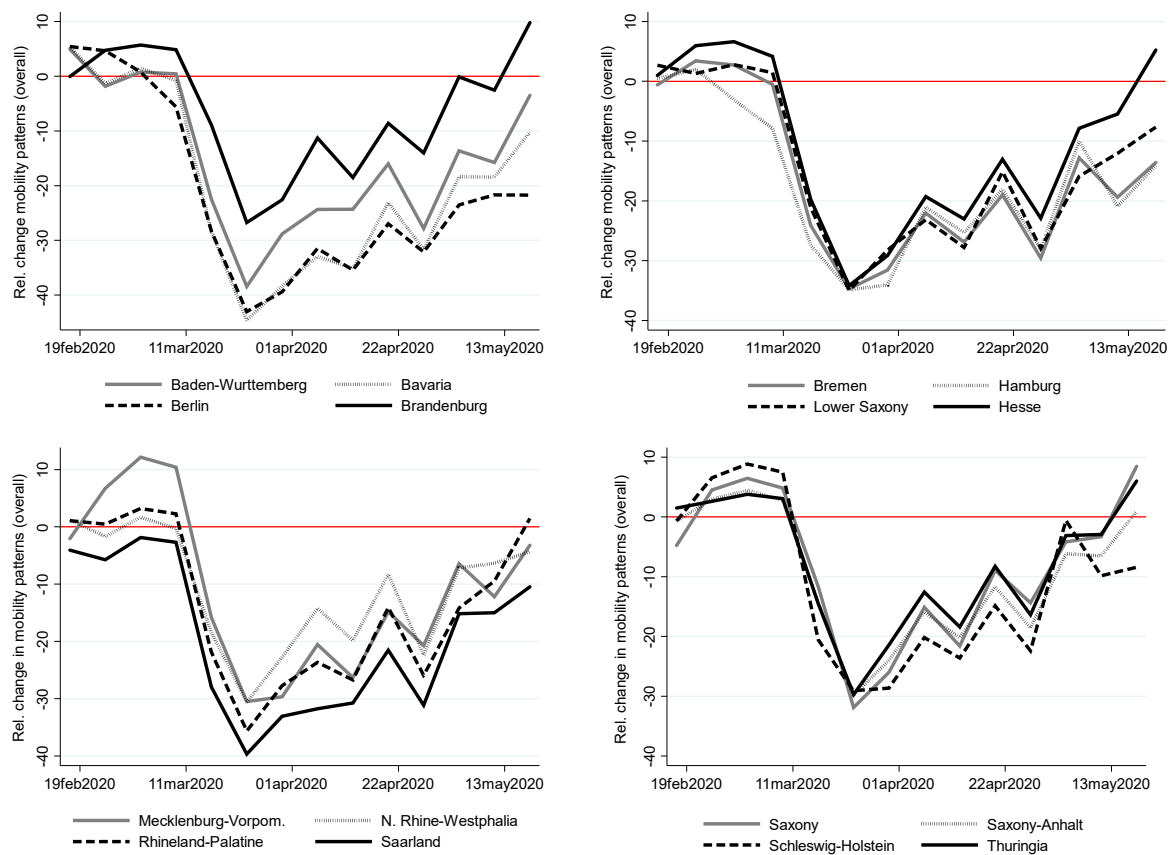 Rel. change mobility patterns (overall)
10
0
-10
-20
-30
-40
19feb2020 11mar2020 01apr2020 22apr2020 13may2020
Baden-Wurttemberg Bavaria
Berlin Brandenburg
Rel. change mobility patterns (overall)
10
0
-10
-20
-30
-40
19feb2020 11mar2020 01apr2020 22apr2020 13may2020
Bremen Hamburg
Lower Saxony Hesse
Rel. change in mobility patterns (overall)
10
0
-10
-20
-30
-40
19feb2020 11mar2020 01apr2020 22apr2020 13may2020
Mecklenburg-Vorpom. N. Rhine-Westphalia
Rhineland-Palatine Saarland
Rel. change in mobility patterns (overall)
10
0
-10
-20
-30
-40
19feb2020 11mar2020 01apr2020 22apr2020 13may2020
Saxony Saxony-Anhalt
Schleswig-Holstein Thuringia